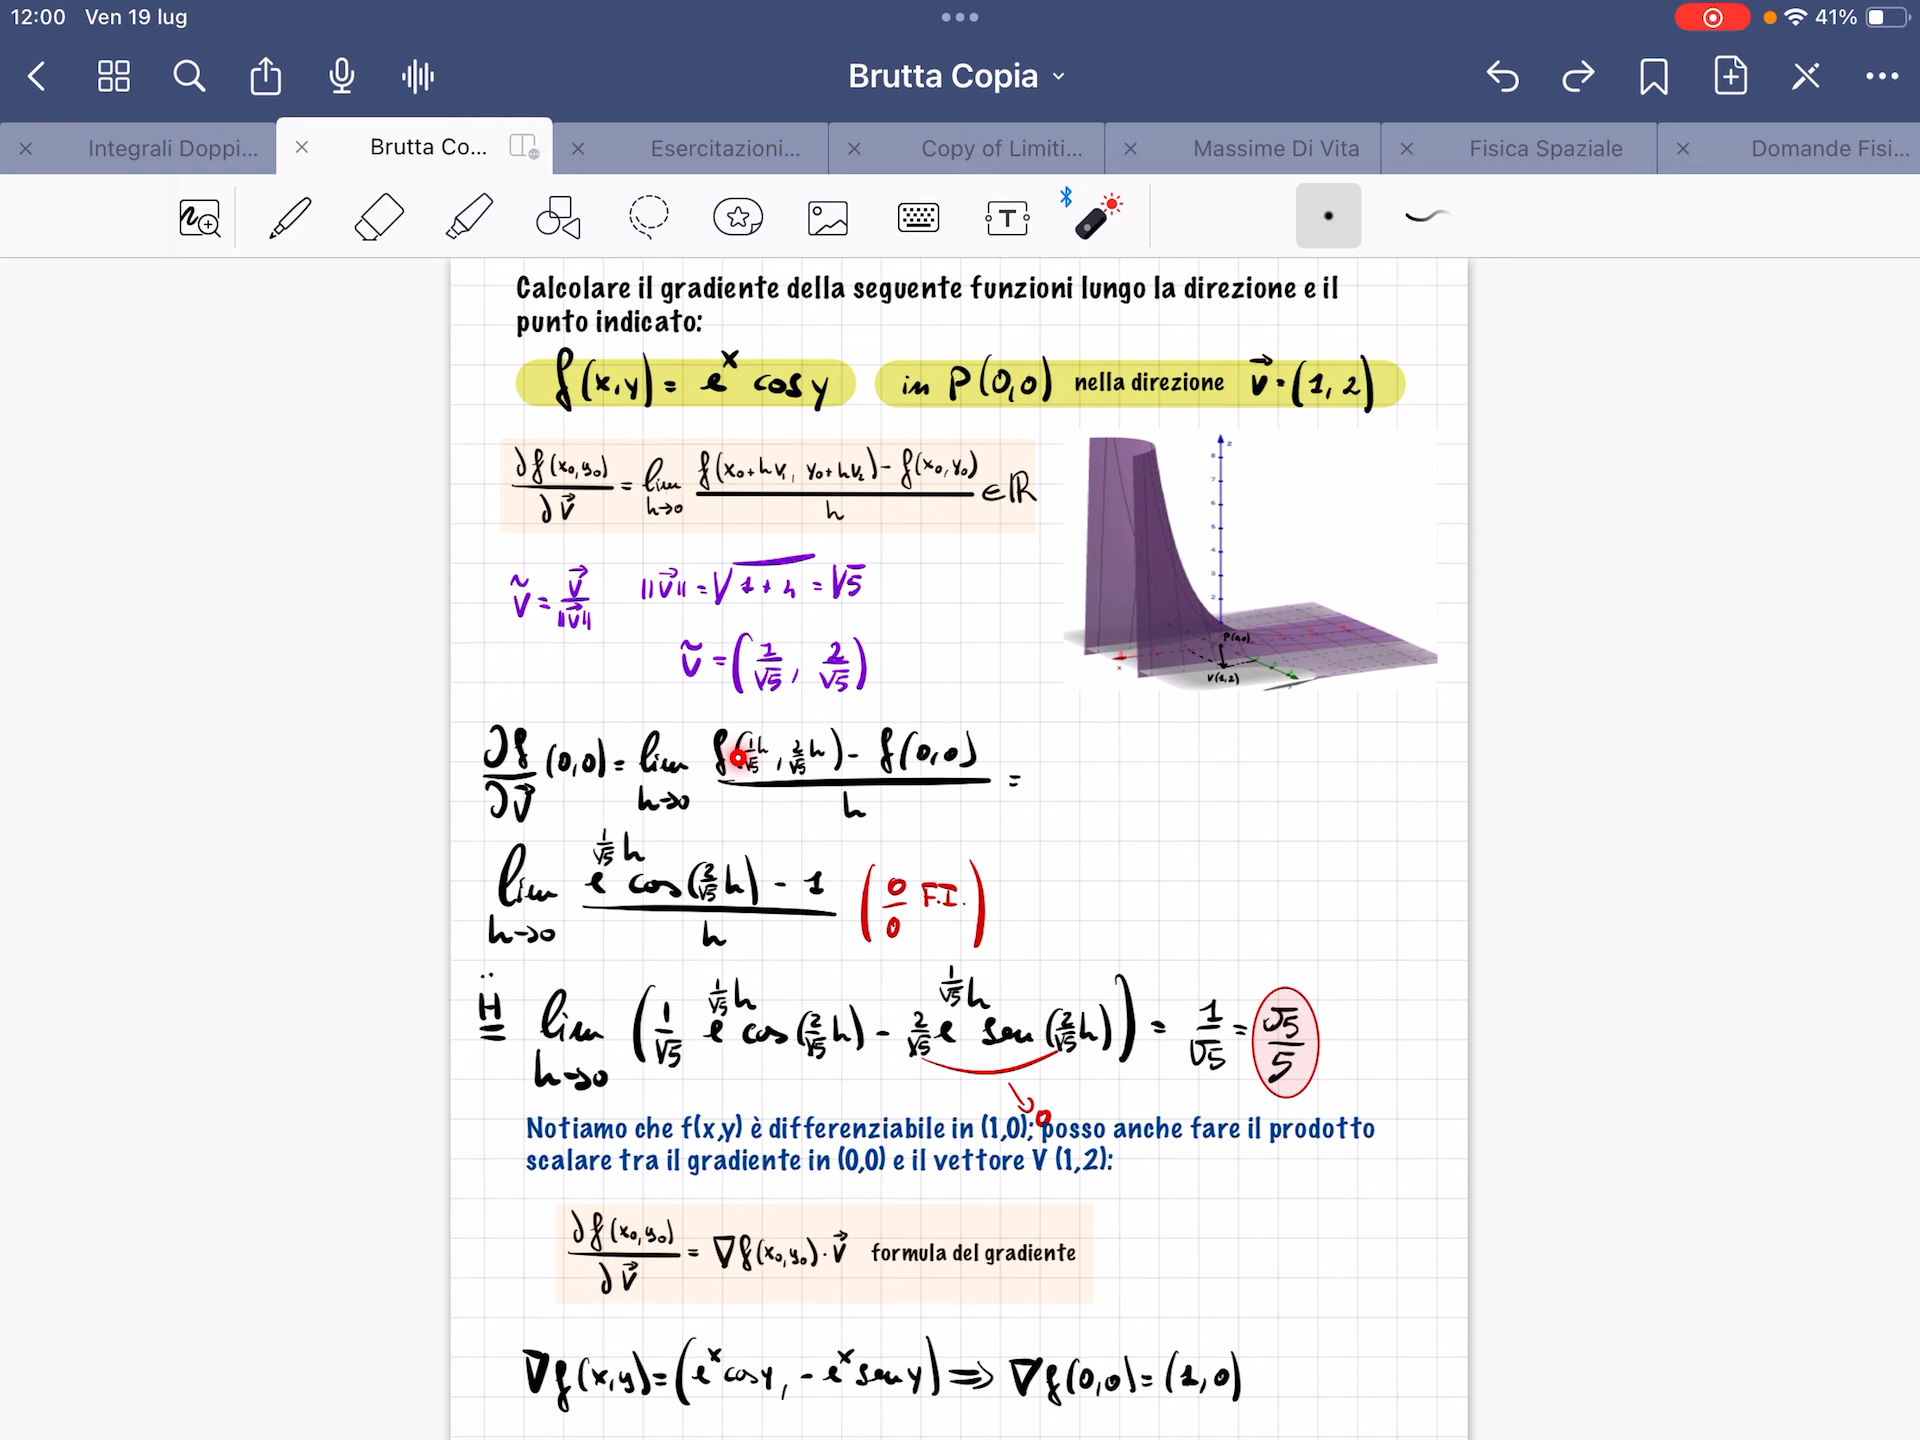 12:00 Ven 19 lug 41%
Brutta Copia
Integrali Doppi... Brutta Co... Esercitazioni... Copy of Limiti... Massime Di Vita Fisica Spaziale Domande Fisi...
Calcolare il gradiente della seguente funzioni lungo la direzione e il
punto indicato:
f(x,y) = e^x cos y in P(0,0) nella direzione v⃗ = (1, 2)
∂f(x₀,y₀)/∂v⃗ = lim h→0 (f(x₀+hv₁, y₀+hv₂) - f(x₀,y₀))/h ∈ ℝ
ṽ = v⃗/||v⃗|| ||v⃗|| = √(1+4) = √5
ṽ = (1/√5, 2/√5)
P(0,0)
V(1,2)
∂f/∂v⃗ (0,0) = lim h→0 (f(1/√5 h, 2/√5 h) - f(0,0))/h =
lim h→0 (e^(1/√5 h) cos(2/√5 h) - 1)/h (0/0 F.I.)
Ḧ= lim h→0 (1/√5 e^(1/√5 h) cos(2/√5 h) - 2/√5 e^(1/√5 h) sen(2/√5 h)) = 1/√5 = √5/5
0
Notiamo che f(x,y) è differenziabile in (1,0); posso anche fare il prodotto
scalare tra il gradiente in (0,0) e il vettore V (1,2):
∂f(x₀,y₀)/∂v⃗ = ∇f(x₀,y₀)·v⃗ formula del gradiente
∇f(x,y) = (e^x cos y, -e^x sen y) ⇒ ∇f(0,0) = (1,0)